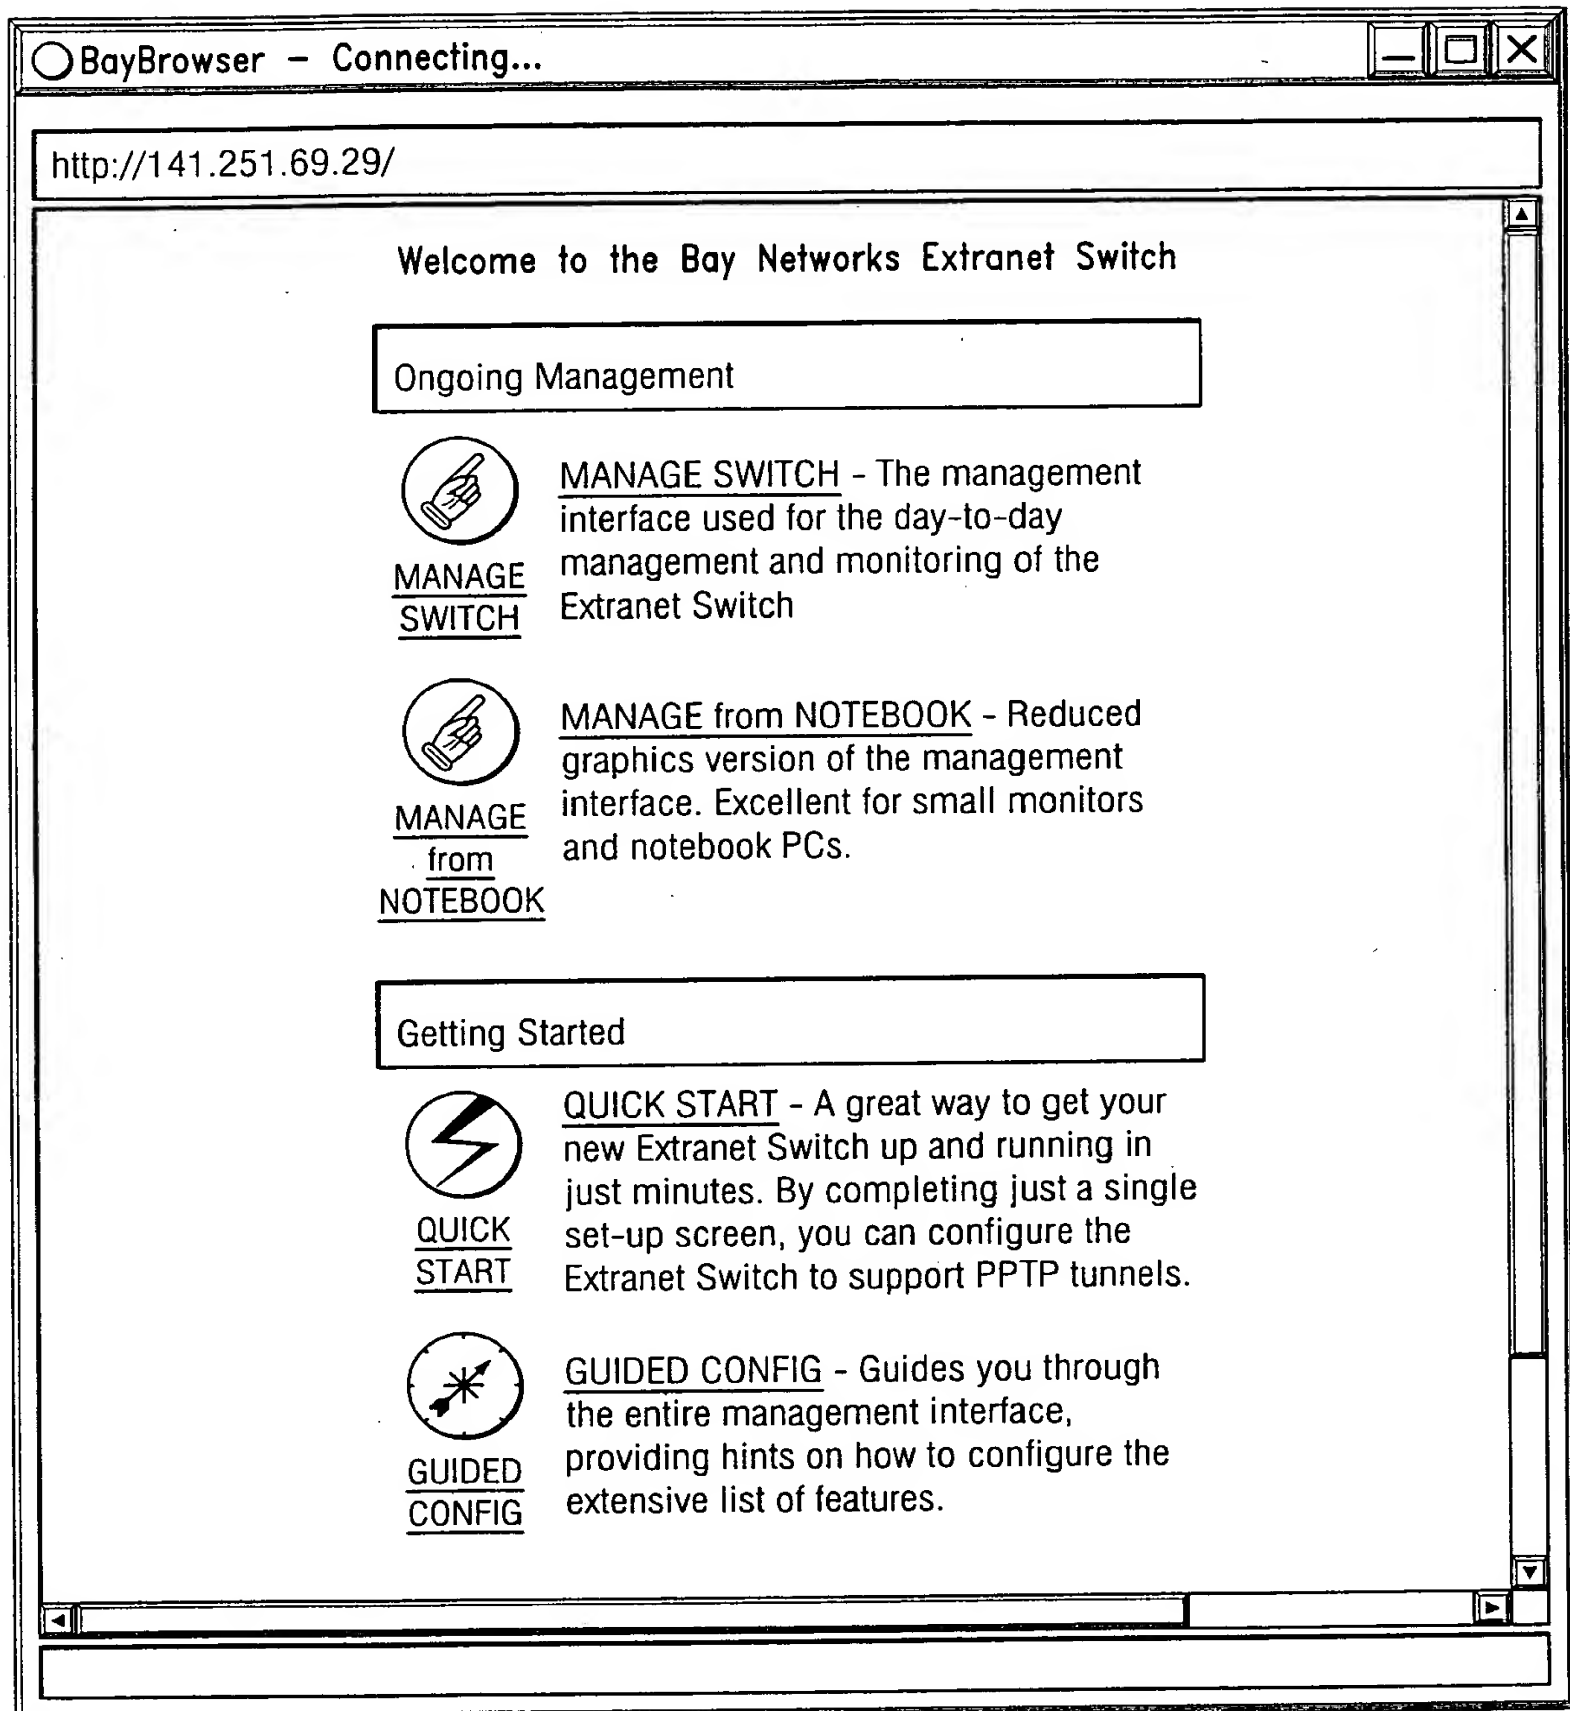 BayBrowser - Connecting...
http://141.251.69.29/
Welcome to the Bay Networks Extranet Switch
Ongoing Management
MANAGE
SWITCH
MANAGE SWITCH - The management
interface used for the day-to-day
management and monitoring of the
Extranet Switch
MANAGE
from
NOTEBOOK
MANAGE from NOTEBOOK - Reduced
graphics version of the management
interface. Excellent for small monitors
and notebook PCs.
Getting Started
QUICK
START
QUICK START - A great way to get your
new Extranet Switch up and running in
just minutes. By completing just a single
set-up screen, you can configure the
Extranet Switch to support PPTP tunnels.
GUIDED
CONFIG
GUIDED CONFIG - Guides you through
the entire management interface,
providing hints on how to configure the
extensive list of features.